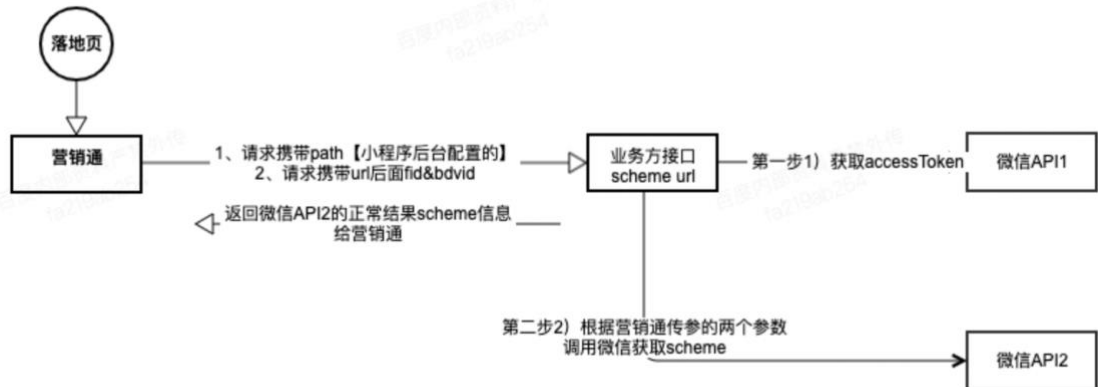 落地页
营销通
1、请求携带path【小程序后台配置的】
2、请求携带url后面fid&bdvid
业务方接口
scheme url
第一步1）获取accessToken
微信API1
返回微信API2的正常结果scheme信息
给营销通
第二步2）根据营销通传参的两个参数
调用微信获取scheme
微信API2